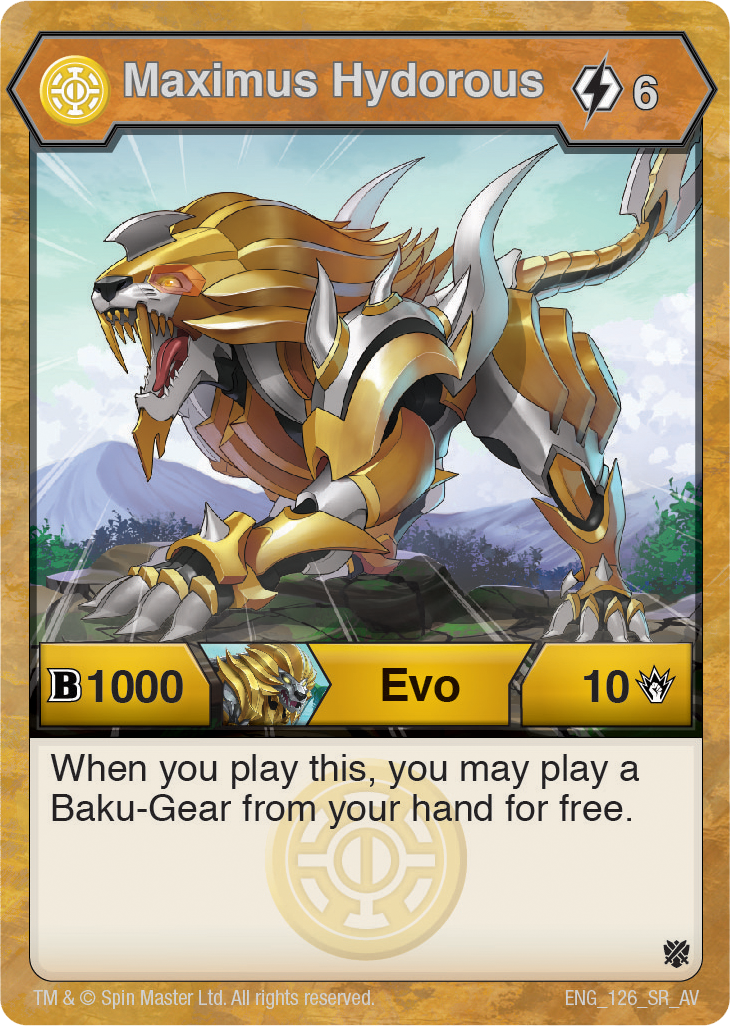 Maximus Hydorous 6
B 1000 Evo 10
When you play this, you may play a
Baku-Gear from your hand for free.
TM & © Spin Master Ltd. All rights reserved. ENG_126_SR_AV